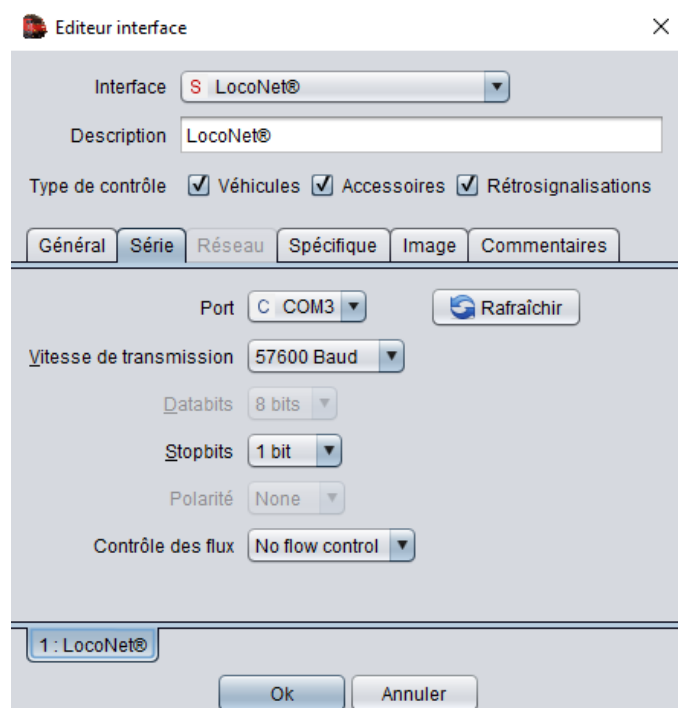 Editeur interface
Interface S LocoNet®
Description LocoNet®
Type de contrôle Véhicules Accessoires Rétrosignalisations
Général Série Réseau Spécifique Image Commentaires
Port C COM3 Rafraîchir
Vitesse de transmission 57600 Baud
Databits 8 bits
Stopbits 1 bit
Polarité None
Contrôle des flux No flow control
1 : LocoNet®
Ok Annuler